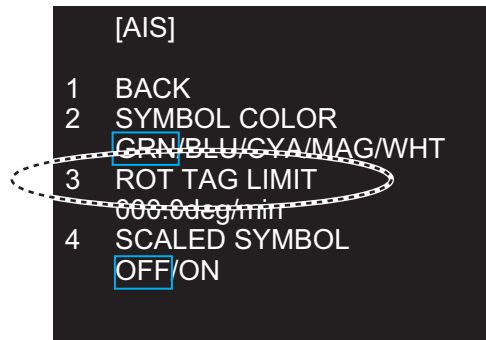 [AIS]
1 BACK
2 SYMBOL COLOR
GRN/BLU/CYA/MAG/WHT
3 ROT TAG LIMIT
000.0deg/min
4 SCALED SYMBOL
OFF/ON